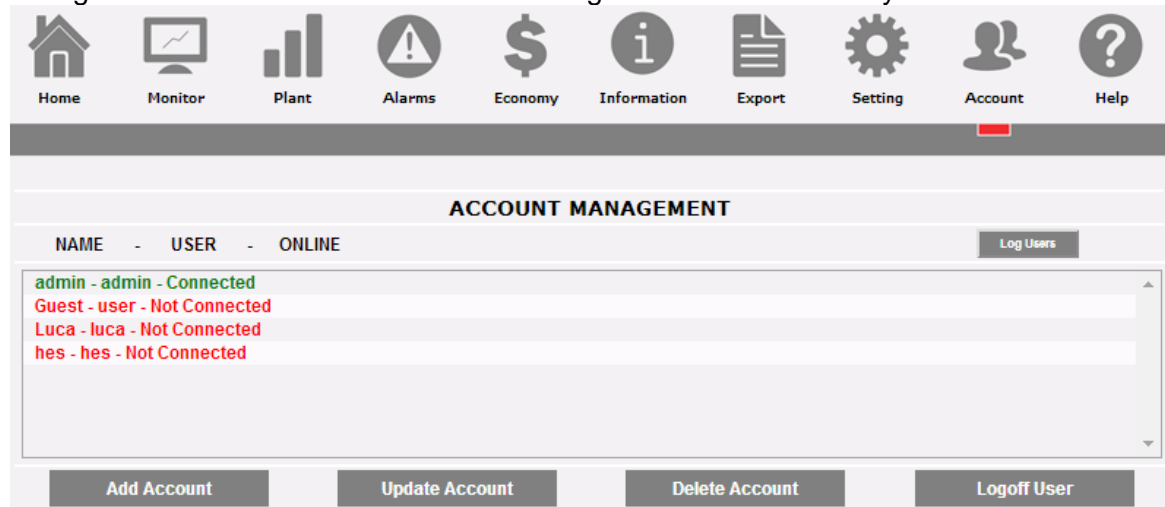 Home Monitor Plant Alarms Economy Information Export Setting Account Help
ACCOUNT MANAGEMENT
NAME - USER - ONLINE Log Users
admin - admin - Connected
Guest - user - Not Connected
Luca - luca - Not Connected
hes - hes - Not Connected
Add Account Update Account Delete Account Logoff User